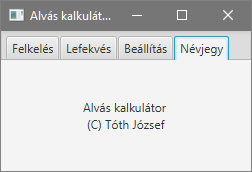 Alvás kalkulát...
Felkelés Lefekvés Beállítás Névjegy
Alvás kalkulátor
(C) Tóth József